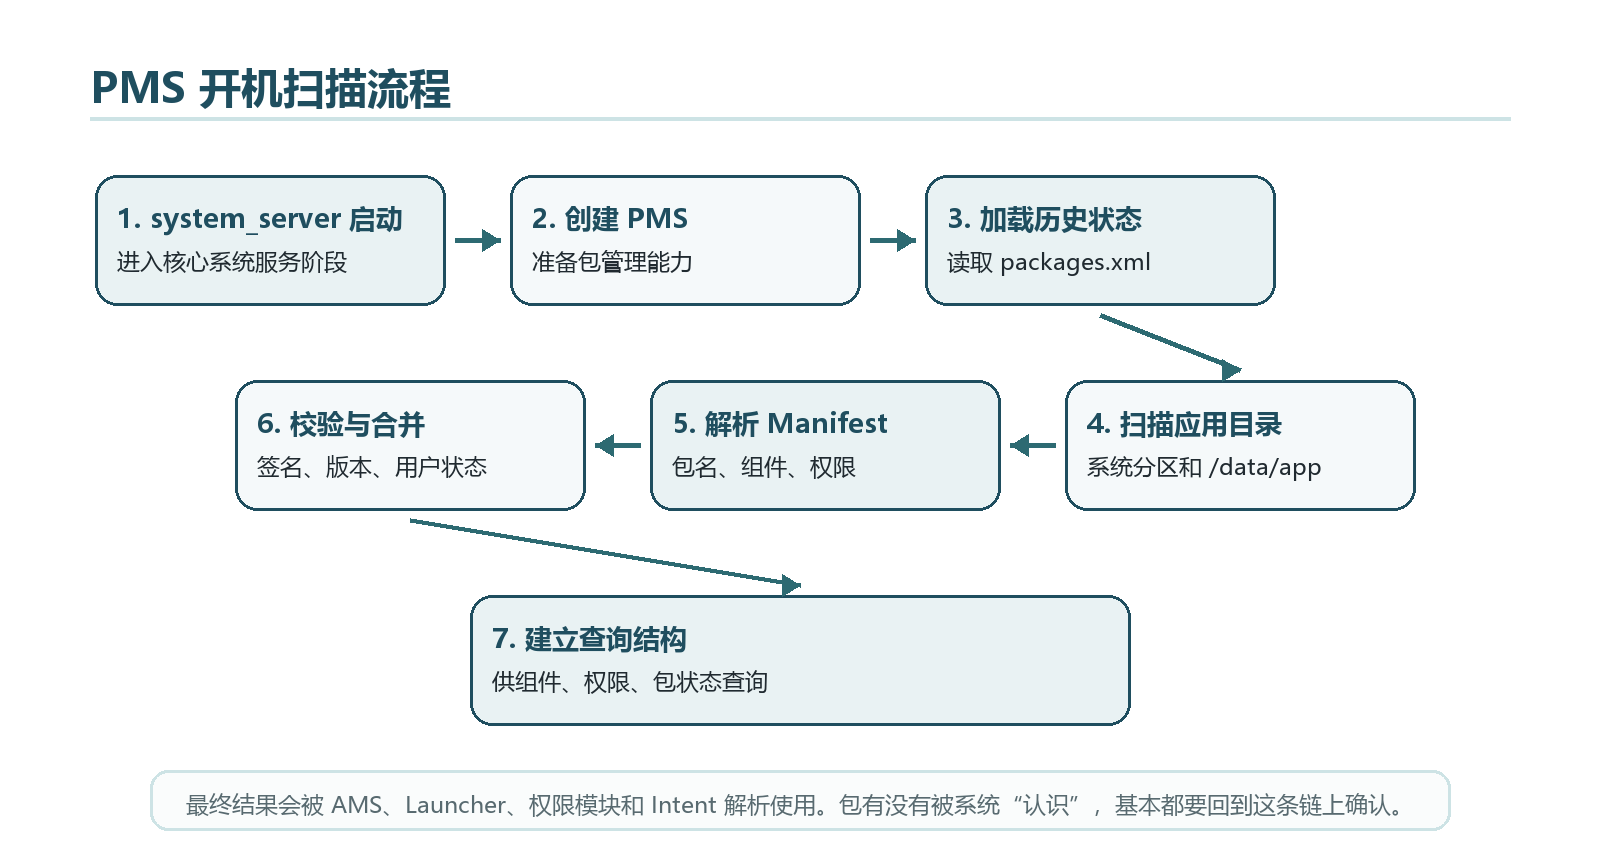 PMS 开机扫描流程
1. system_server 启动
进入核心系统服务阶段
2. 创建 PMS
准备包管理能力
3. 加载历史状态
读取 packages.xml
4. 扫描应用目录
系统分区和 /data/app
5. 解析 Manifest
包名、组件、权限
6. 校验与合并
签名、版本、用户状态
7. 建立查询结构
供组件、权限、包状态查询
最终结果会被 AMS、Launcher、权限模块和 Intent 解析使用。包有没有被系统“认识”，基本都要回到这条链上确认。